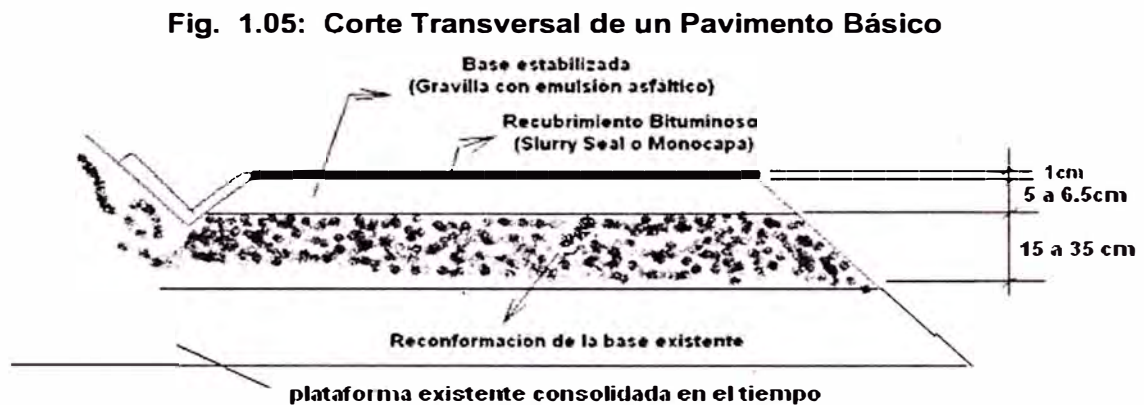 Fig. 1.05: Corte Transversal de un Pavimento Básico
Base estabilizada
(Gravilla con emulsión asfáltico)
Recubrimiento Bituminoso
(Slurry Seal o Monocapa)
1cm
5 a 6.5cm
15 a 35 cm
Reconformacion de la base existente
plataforma existente consolidada en el tiempo